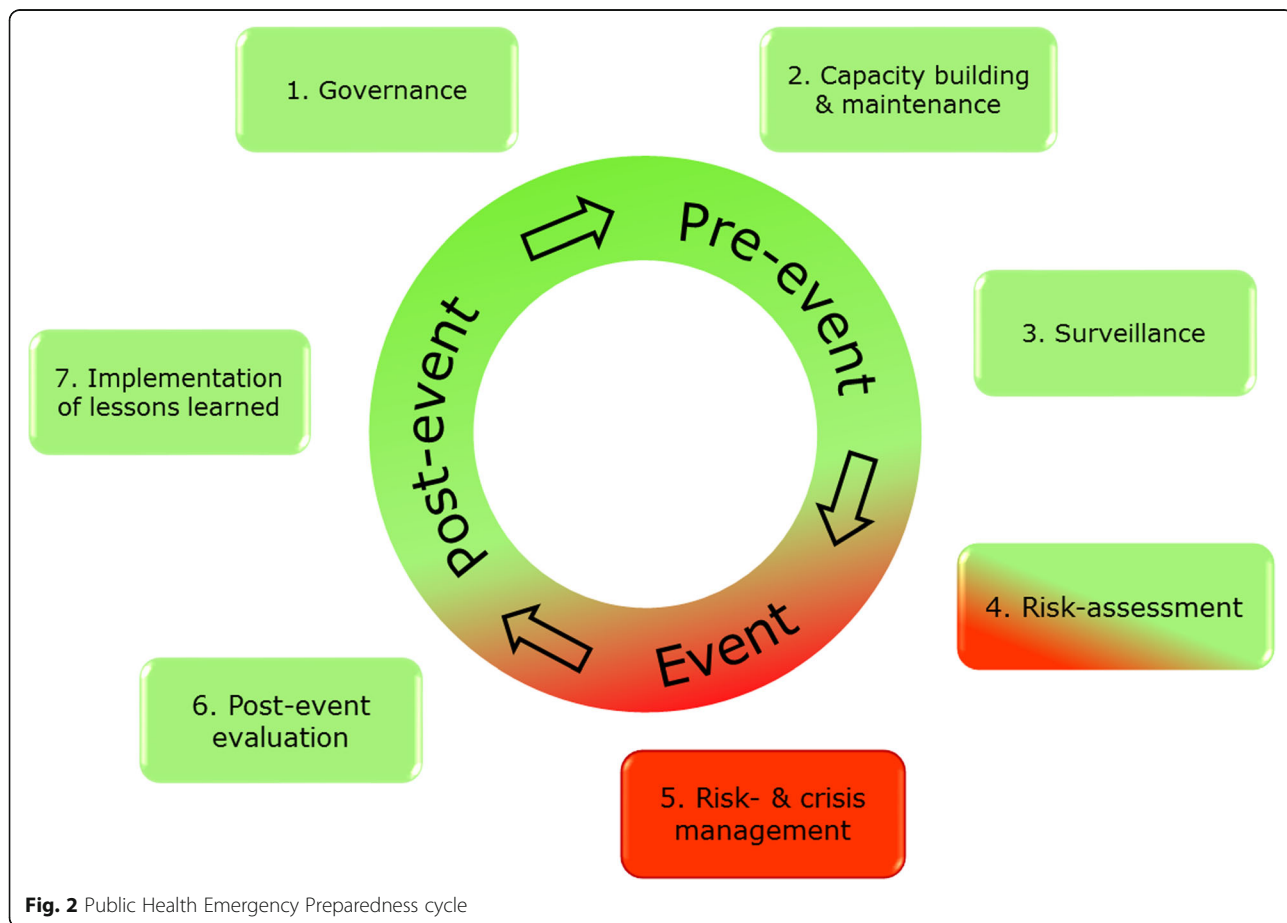 1. Governance
2. Capacity building
& maintenance
3. Surveillance
4. Risk-assessment
5. Risk- & crisis
management
6. Post-event
evaluation
7. Implementation
of lessons learned
Pre-event
Event
Post-event
Fig. 2 Public Health Emergency Preparedness cycle